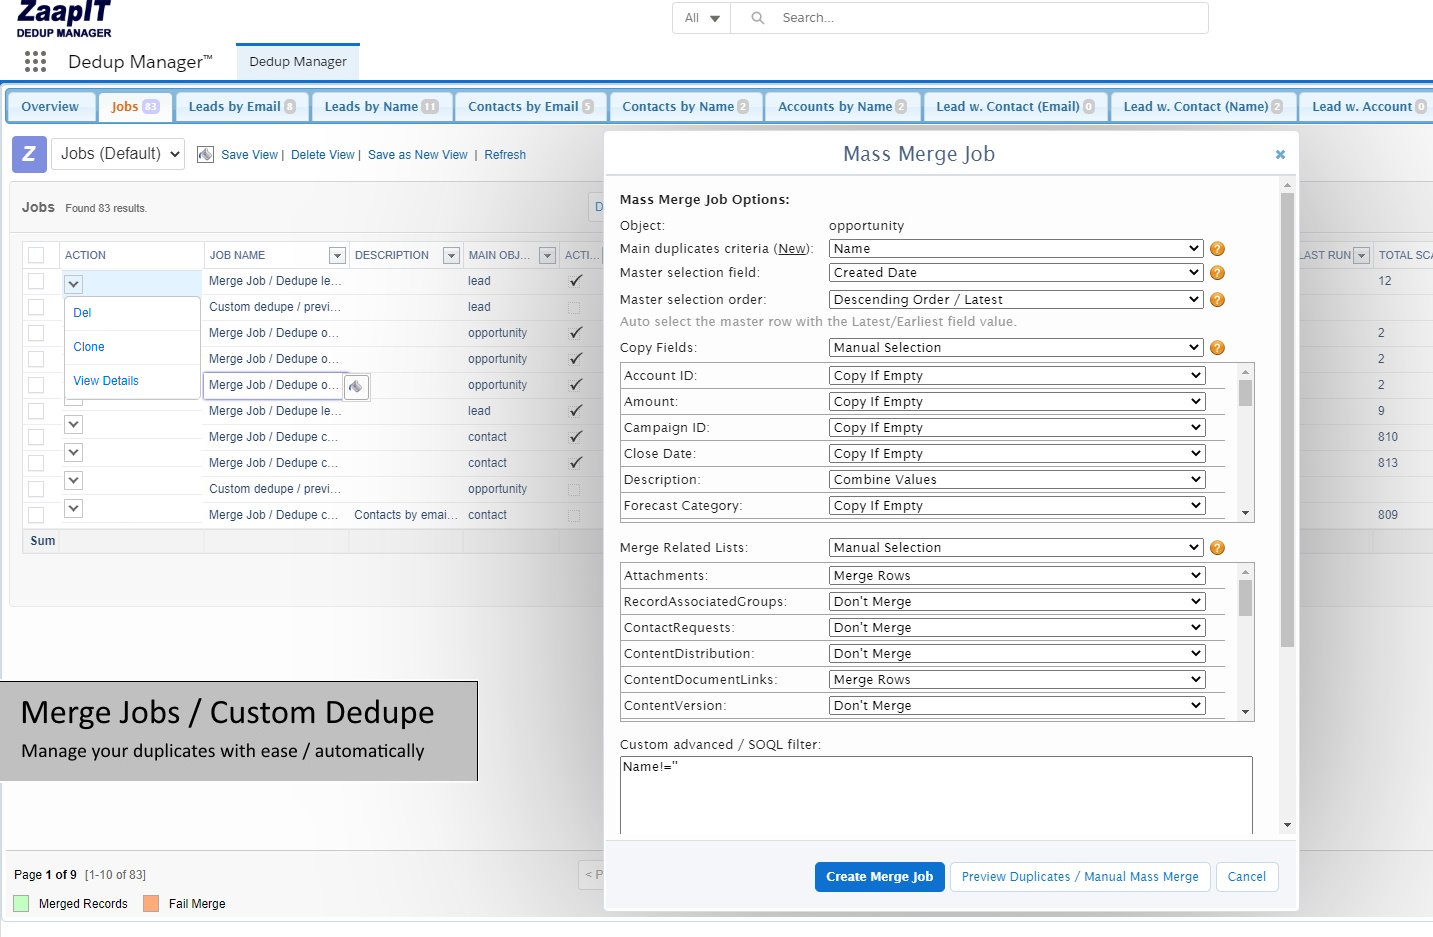 ZaapIT
DEDUP MANAGER
All
Search...
Dedup Manager™
Dedup Manager
Overview
Jobs 83
Leads by Email 8
Leads by Name 11
Contacts by Email 5
Contacts by Name 2
Accounts by Name 2
Lead w. Contact (Email) 0
Lead w. Contact (Name) 2
Lead w. Account 0
Z
Jobs (Default)
Save View | Delete View | Save as New View | Refresh
Jobs Found 83 results.
D
ACTION JOB NAME DESCRIPTION MAIN OBJ... ACTI... LAST RUN TOTAL SCA
Merge Job / Dedupe le... lead 12
Custom dedupe / previ... lead
Merge Job / Dedupe o... opportunity 2
Merge Job / Dedupe o... opportunity 2
Merge Job / Dedupe o... opportunity 2
Merge Job / Dedupe le... lead 9
Merge Job / Dedupe c... contact 810
Merge Job / Dedupe c... contact 813
Custom dedupe / previ... opportunity
Merge Job / Dedupe c... Contacts by emai... contact 809
Sum
Del
Clone
View Details
Mass Merge Job
Mass Merge Job Options:
Object: opportunity
Main duplicates criteria (New): Name
Master selection field: Created Date
Master selection order: Descending Order / Latest
Auto select the master row with the Latest/Earliest field value.
Copy Fields: Manual Selection
Account ID: Copy If Empty
Amount: Copy If Empty
Campaign ID: Copy If Empty
Close Date: Copy If Empty
Description: Combine Values
Forecast Category: Copy If Empty
Merge Related Lists: Manual Selection
Attachments: Merge Rows
RecordAssociatedGroups: Don't Merge
ContactRequests: Don't Merge
ContentDistribution: Don't Merge
ContentDocumentLinks: Merge Rows
ContentVersion: Don't Merge
Custom advanced / SOQL filter:
Name!=''
Create Merge Job
Preview Duplicates / Manual Mass Merge
Cancel
Merge Jobs / Custom Dedupe
Manage your duplicates with ease / automatically
Page 1 of 9 [1-10 of 83]
< P
Merged Records
Fail Merge